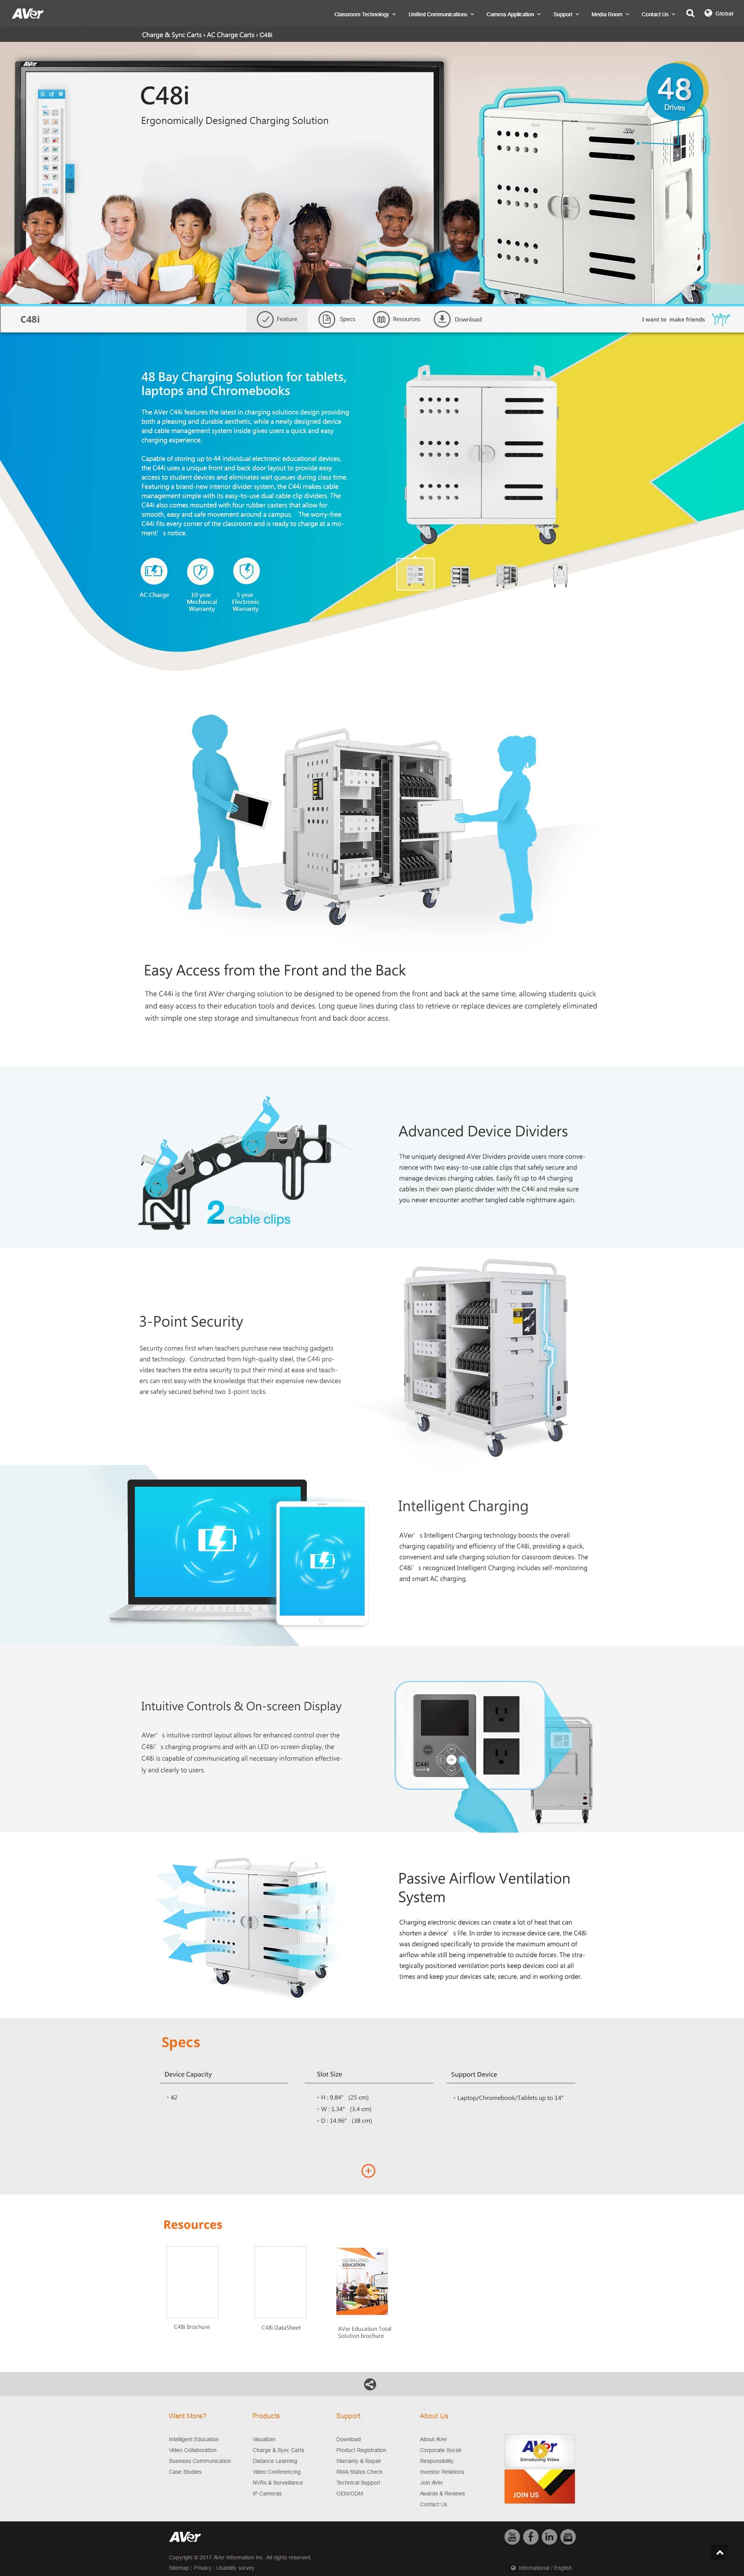 AVer
Classroom Technology
Unified Communications
Camera Application
Support
Media Room
Contact Us
Global
Charge & Sync Carts › AC Charge Carts › C48i
AVer
C48i
Ergonomically Designed Charging Solution
48
Drives
AVer
C48i
Feature
Specs
Resources
Download
I want to make friends
48 Bay Charging Solution for tablets,
laptops and Chromebooks
The AVer C44i features the latest in charging solutions design providing
both a pleasing and durable aesthetic, while a newly designed device
and cable management system inside gives users a quick and easy
charging experience.
Capable of storing up to 44 individual electronic educational devices,
the C44i uses a unique front and back door layout to provide easy
access to student devices and eliminates wait queues during class time.
Featuring a brand-new interior divider system, the C44i makes cable
management simple with its easy-to-use dual cable clip dividers. The
C44i also comes mounted with four rubber casters that allow for
smooth, easy and safe movement around a campus. The worry-free
C44i fits every corner of the classroom and is ready to charge at a mo-
ment's notice.
AC Charge
10 year
Mechancal
Warranty
5 year
Electronic
Warranty
Easy Access from the Front and the Back
The C44i is the first AVer charging solution to be designed to be opened from the front and back at the same time, allowing students quick
and easy access to their education tools and devices. Long queue lines during class to retrieve or replace devices are completely eliminated
with simple one step storage and simultaneous front and back door access.
2 cable clips
Advanced Device Dividers
The uniquely designed AVer Dividers provide users more conve-
nience with two easy-to-use cable clips that safely secure and
manage devices charging cables. Easily fit up to 44 charging
cables in their own plastic divider with the C44i and make sure
you never encounter another tangled cable nightmare again.
3-Point Security
Security comes first when teachers purchase new teaching gadgets
and technology. Constructed from high-quality steel, the C44i pro-
vides teachers the extra security to put their mind at ease and teach-
ers can rest easy with the knowledge that their expensive new devices
are safely secured behind two 3-point locks.
Intelligent Charging
AVer's Intelligent Charging technology boosts the overall
charging capability and efficiency of the C48i, providing a quick,
convenient and safe charging solution for classroom devices. The
C48i's recognized Intelligent Charging includes self-monitoring
and smart AC charging.
Intuitive Controls & On-screen Display
AVer's intuitive control layout allows for enhanced control over the
C48i's charging programs and with an LED on-screen display, the
C48i is capable of communicating all necessary information effective-
ly and clearly to users.
C44i
OK
Passive Airflow Ventilation
System
Charging electronic devices can create a lot of heat that can
shorten a device's life. In order to increase device care, the C48i
was designed specifically to provide the maximum amount of
airflow while still being impenetrable to outside forces. The stra-
tegically positioned ventilation ports keep devices cool at all
times and keep your devices safe, secure, and in working order.
Specs
Device Capacity
Slot Size
Support Device
• 42
• H : 9.84" (25 cm)
• W : 1.34" (3.4 cm)
• D : 14.96" (38 cm)
• Laptop/Chromebook/Tablets up to 14"
Resources
AVer
GLOBALIZING
EDUCATION
C48i Brochure
C48i DataSheet
AVer Education Total
Solution brochure
Want More?
Intelligent Education
Video Collaboration
Business Communication
Case Studies
Products
Visualizer
Charge & Sync Carts
Distance Learning
Video Conferencing
NVRs & Surveillance
IP Cameras
Support
Download
Product Registration
Warranty & Repair
RMA Status Check
Technical Support
OEM/ODM
About Us
About AVer
Corporate Social
Responsibility
Investor Relations
Join AVer
Awards & Reviews
Contact Us
AVer
Introducing Video
JOIN US
AVer
Copyright © 2017 AVer Information Inc. All rights reserved.
Sitemap | Privacy | Usability survey
International / English